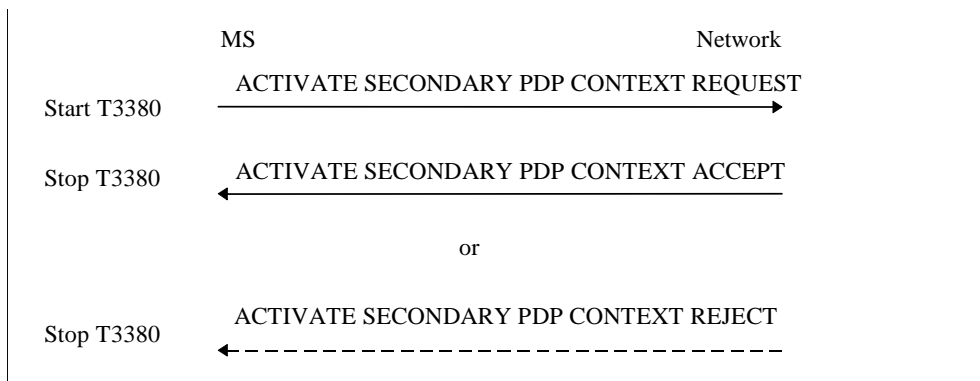 MS Network
ACTIVATE SECONDARY PDP CONTEXT REQUEST
Start T3380
ACTIVATE SECONDARY PDP CONTEXT ACCEPT
Stop T3380
or
ACTIVATE SECONDARY PDP CONTEXT REJECT
Stop T3380